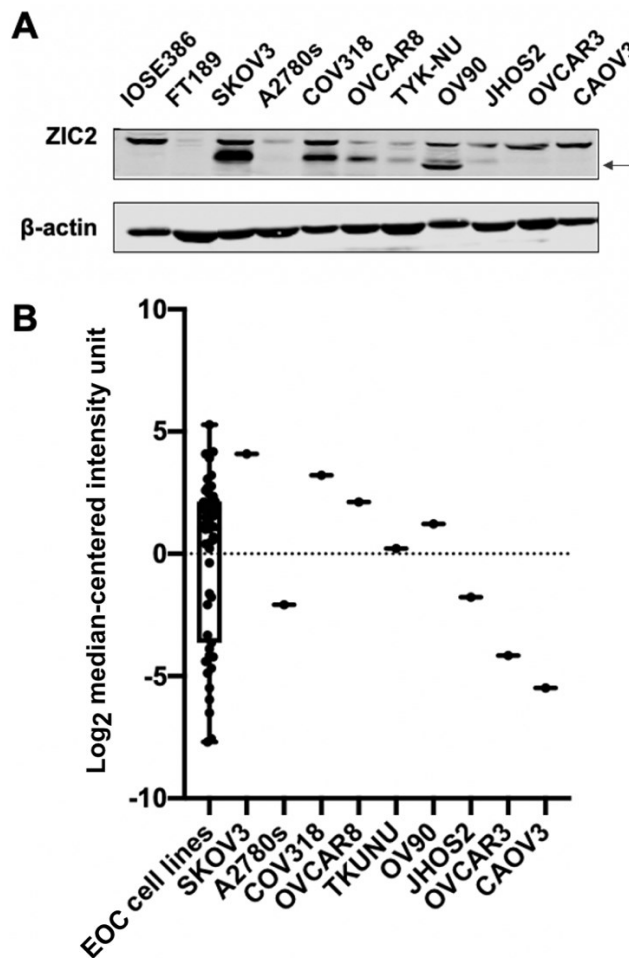 A
IOSE386
FT189
SKOV3
A2780s
COV318
OVCAR8
TYK-NU
OV90
JHOS2
OVCAR3
CAOV3
ZIC2
β-actin
B
Log2 median-centered intensity unit
10
5
0
-5
-10
EOC cell lines
SKOV3
A2780s
COV318
OVCAR8
TKUNU
OV90
JHOS2
OVCAR3
CAOV3